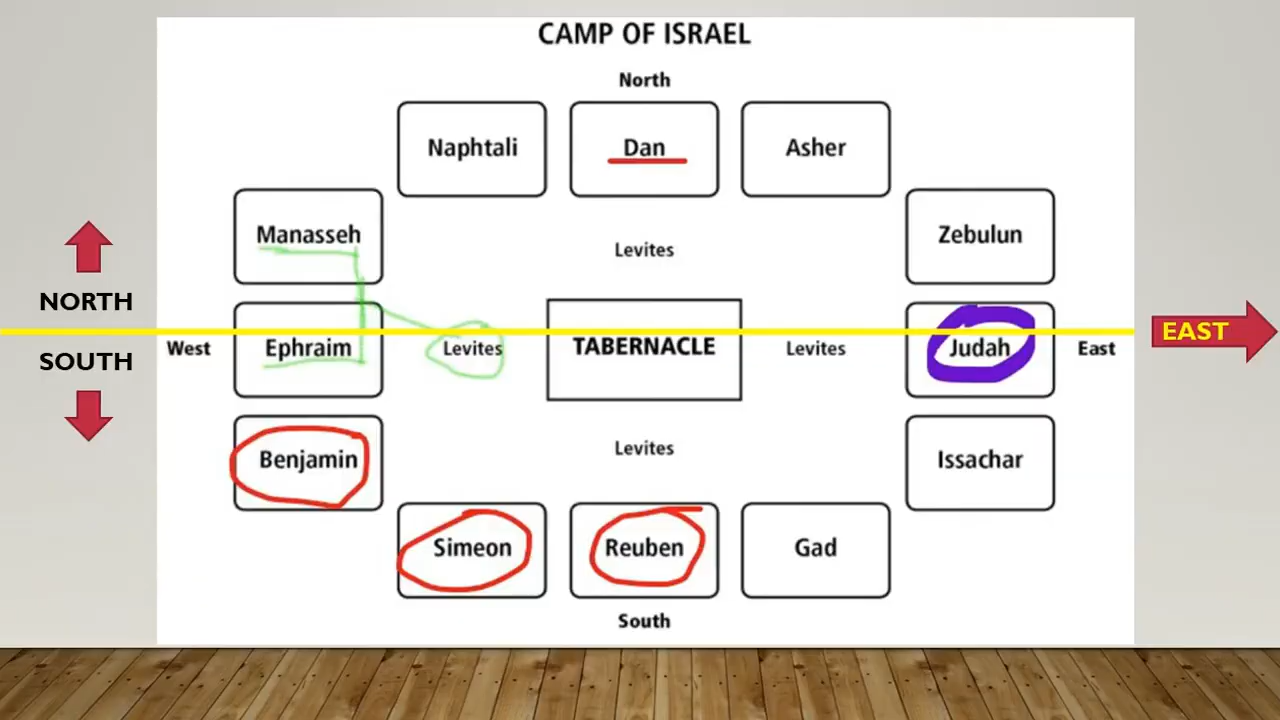 CAMP OF ISRAEL
North
Naphtali
Dan
Asher
Manasseh
Levites
Zebulun
NORTH
EAST
SOUTH
West
Ephraim
Levites
TABERNACLE
Levites
Judah
East
Benjamin
Levites
Issachar
Simeon
Reuben
Gad
South